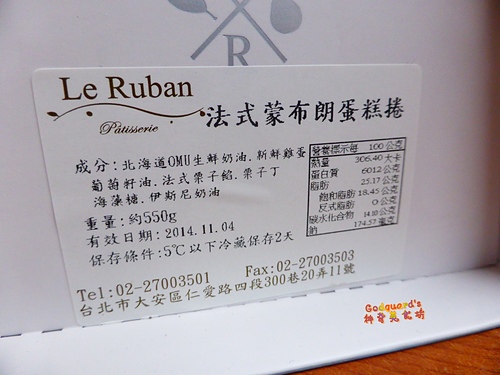 R
Le Ruban
Pâtisserie
法式蒙布朗蛋糕捲
成分:北海道OMU生鮮奶油.新鮮雞蛋
葡萄籽油.法式栗子餡.栗子丁
海藻糖.伊斯尼奶油
重量:約550g
有效日期:2014.11.04
保存條件:5℃以下冷藏保存2天
營養標示每 100公克
熱量 306.40大卡
蛋白質 6012公克
脂肪 25.17公克
飽和脂肪 18.45公克
反式脂肪 0公克
碳水化合物 14.10公克
鈉 174.57毫克
Tel:02-27003501 Fax:02-27003503
台北市大安區仁愛路四段300巷20弄11號
Godguard's